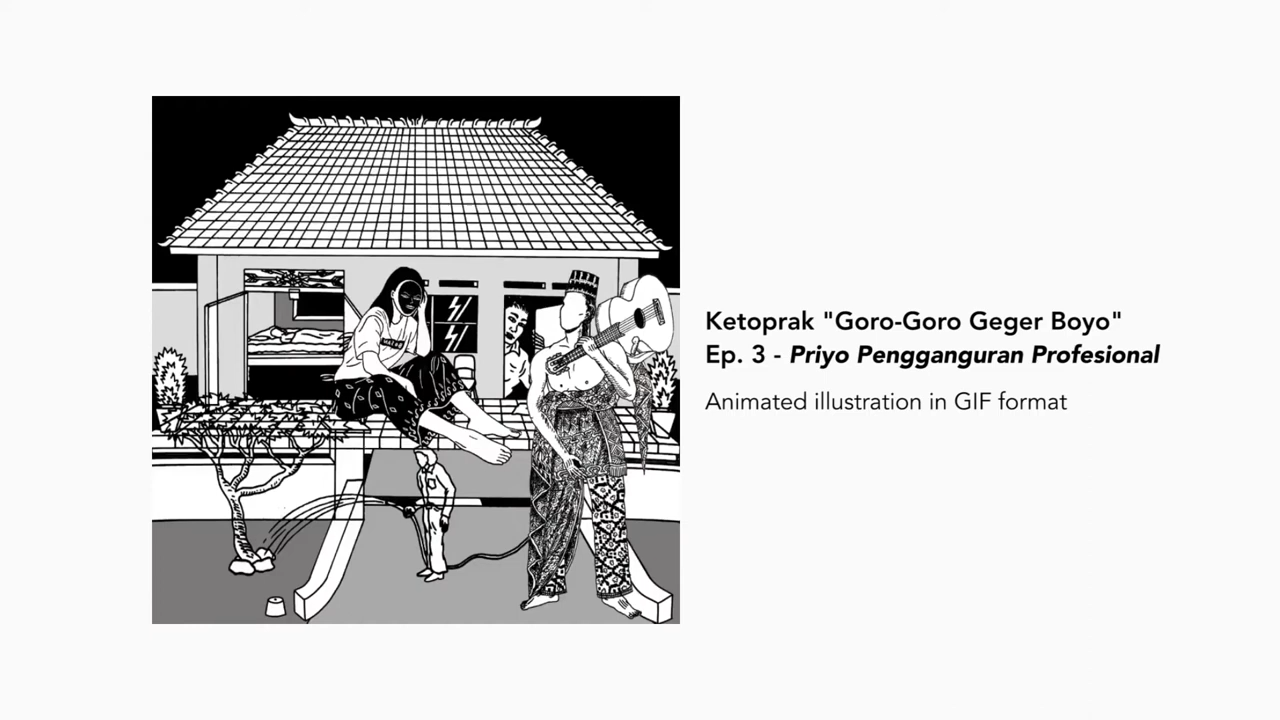 Ketoprak "Goro-Goro Geger Boyo"
Ep. 3 - Priyo Pengganguran Profesional
Animated illustration in GIF format